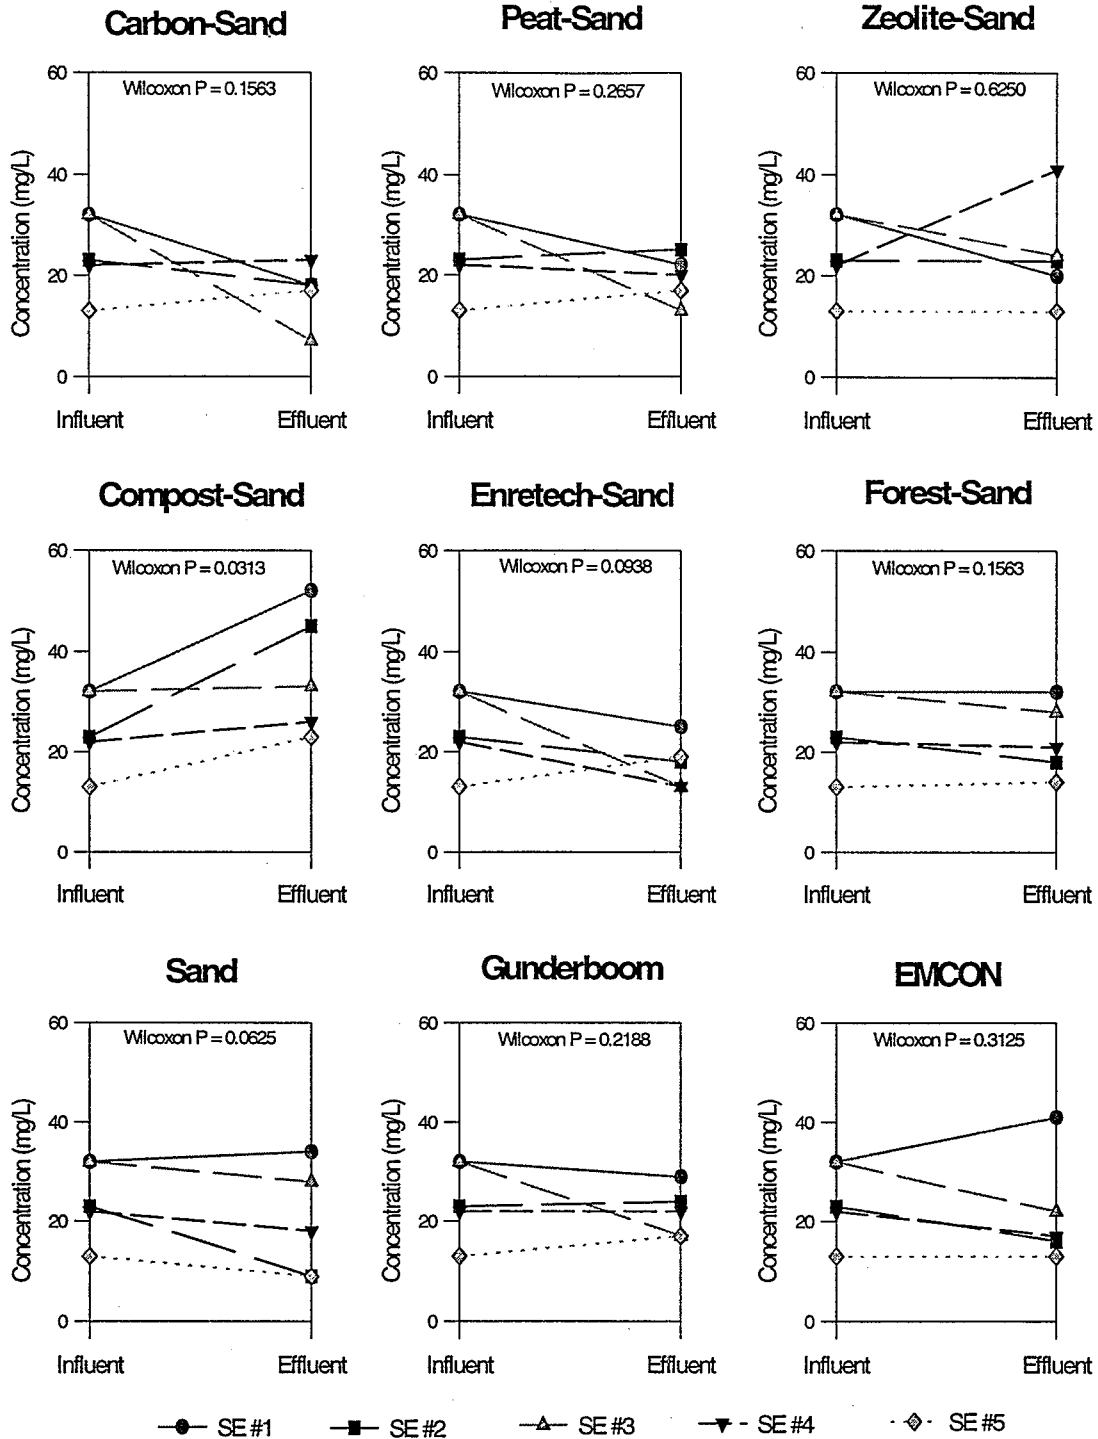 Carbon-Sand Peat-Sand Zeolite-Sand
Wilcoxon P = 0.1563 Wilcoxon P = 0.2657 Wilcoxon P = 0.6250
60 60 60
40 40 40
20 20 20
0 0 0
Concentration (mg/L) Concentration (mg/L) Concentration (mg/L)
Influent Effluent Influent Effluent Influent Effluent
Compost-Sand Enretech-Sand Forest-Sand
Wilcoxon P = 0.0313 Wilcoxon P = 0.0938 Wilcoxon P = 0.1563
60 60 60
40 40 40
20 20 20
0 0 0
Concentration (mg/L) Concentration (mg/L) Concentration (mg/L)
Influent Effluent Influent Effluent Influent Effluent
Sand Gunderboom EMCON
Wilcoxon P = 0.0625 Wilcoxon P = 0.2188 Wilcoxon P = 0.3125
60 60 60
40 40 40
20 20 20
0 0 0
Concentration (mg/L) Concentration (mg/L) Concentration (mg/L)
Influent Effluent Influent Effluent Influent Effluent
SE #1 SE #2 SE #3 SE #4 SE #5